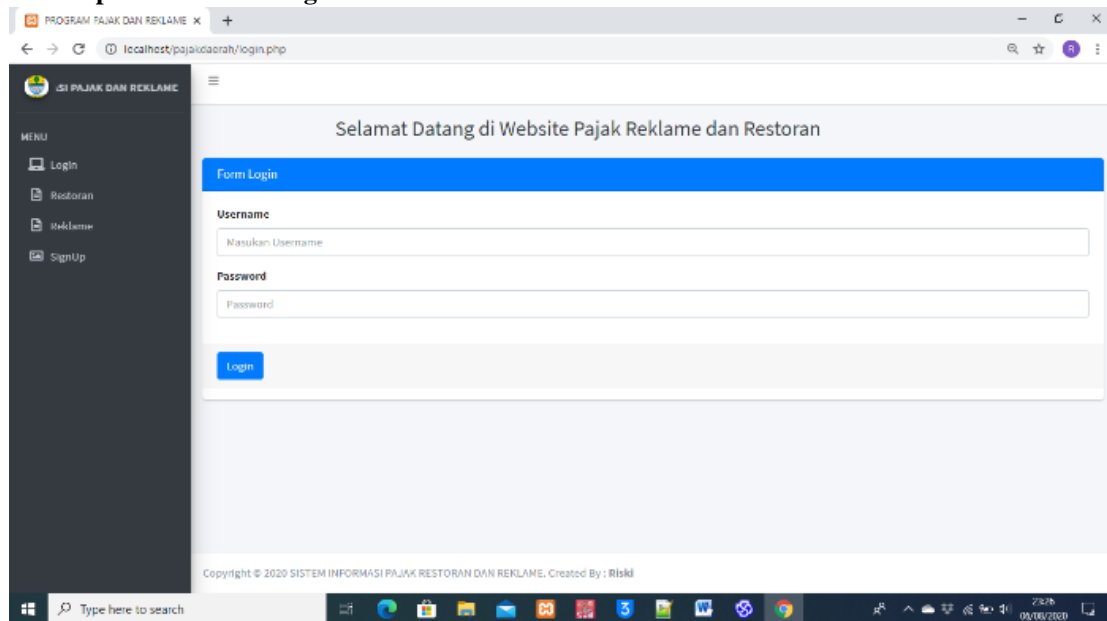 PROGRAM PAJAK DAN REKLAME
localhost/pajakdaerah/login.php
R
SI PAJAK DAN REKLAME
MENU
Login
Restoran
Reklame
SignUp
Selamat Datang di Website Pajak Reklame dan Restoran
Form Login
Username
Masukan Username
Password
Password
Login
Copyright © 2020 SISTEM INFORMASI PAJAK RESTORAN DAN REKLAME. Created By : Riski
Type here to search
23:26